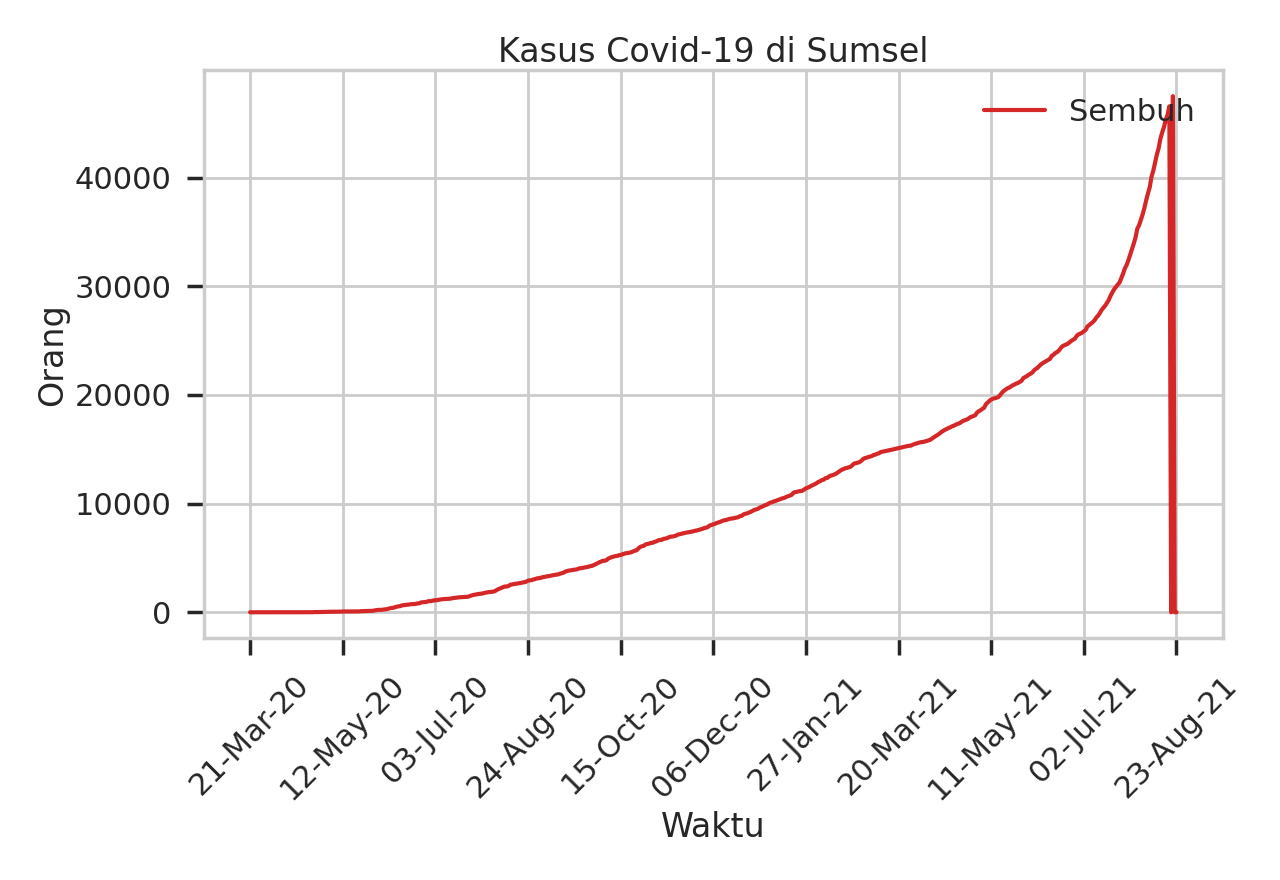 Kasus Covid-19 di Sumsel
Sembuh
Orang
40000
30000
20000
10000
0
21-Mar-20
12-May-20
03-Jul-20
24-Aug-20
15-Oct-20
06-Dec-20
27-Jan-21
20-Mar-21
11-May-21
02-Jul-21
23-Aug-21
Waktu